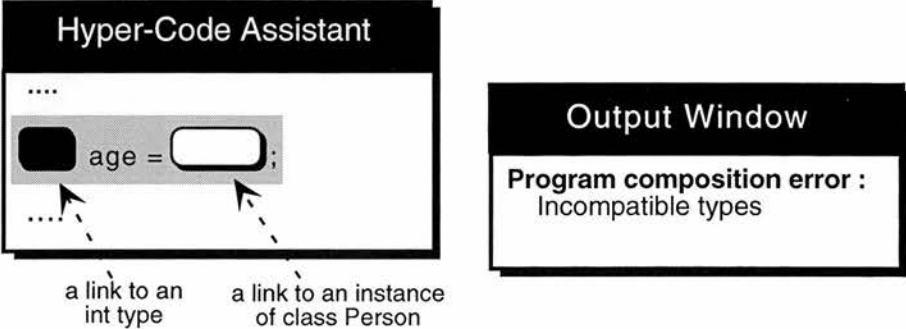 Hyper-Code Assistant
....
age = ;
....
a link to an
int type
a link to an instance
of class Person
Output Window
Program composition error :
Incompatible types